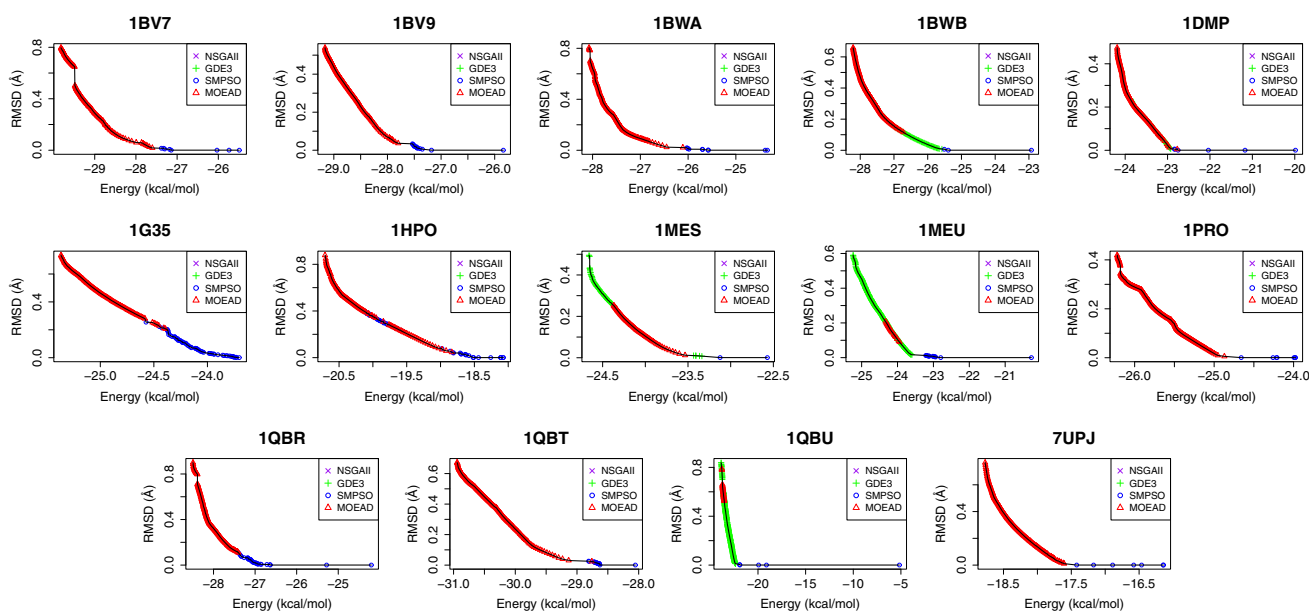 1BV7
RMSD (Å)
0.0 0.4 0.8
NSGAII
GDE3
SMPSO
MOEAD
−29 −28 −27 −26
Energy (kcal/mol)
1BV9
RMSD (Å)
0.0 0.2 0.4
NSGAII
GDE3
SMPSO
MOEAD
−29.0 −28.0 −27.0 −26.0
Energy (kcal/mol)
1BWA
RMSD (Å)
0.0 0.4 0.8
NSGAII
GDE3
SMPSO
MOEAD
−28 −27 −26 −25
Energy (kcal/mol)
1BWB
RMSD (Å)
0.0 0.2 0.4 0.6
NSGAII
GDE3
SMPSO
MOEAD
−28 −27 −26 −25 −24 −23
Energy (kcal/mol)
1DMP
RMSD (Å)
0.0 0.2 0.4
NSGAII
GDE3
SMPSO
MOEAD
−24 −23 −22 −21 −20
Energy (kcal/mol)
1G35
RMSD (Å)
0.0 0.4
NSGAII
GDE3
SMPSO
MOEAD
−25.0 −24.5 −24.0
Energy (kcal/mol)
1HPO
RMSD (Å)
0.0 0.4 0.8
NSGAII
GDE3
SMPSO
MOEAD
−20.5 −19.5 −18.5
Energy (kcal/mol)
1MES
RMSD (Å)
0.0 0.2 0.4
NSGAII
GDE3
SMPSO
MOEAD
−24.5 −23.5 −22.5
Energy (kcal/mol)
1MEU
RMSD (Å)
0.0 0.2 0.4 0.6
NSGAII
GDE3
SMPSO
MOEAD
−25 −24 −23 −22 −21
Energy (kcal/mol)
1PRO
RMSD (Å)
0.0 0.2 0.4
NSGAII
GDE3
SMPSO
MOEAD
−26.0 −25.0 −24.0
Energy (kcal/mol)
1QBR
RMSD (Å)
0.0 0.4 0.8
NSGAII
GDE3
SMPSO
MOEAD
−28 −27 −26 −25
Energy (kcal/mol)
1QBT
RMSD (Å)
0.0 0.2 0.4 0.6
NSGAII
GDE3
SMPSO
MOEAD
−31.0 −30.0 −29.0 −28.0
Energy (kcal/mol)
1QBU
RMSD (Å)
0.0 0.4 0.8
NSGAII
GDE3
SMPSO
MOEAD
−20 −15 −10 −5
Energy (kcal/mol)
7UPJ
RMSD (Å)
0.0 0.4
NSGAII
GDE3
SMPSO
MOEAD
−18.5 −17.5 −16.5
Energy (kcal/mol)